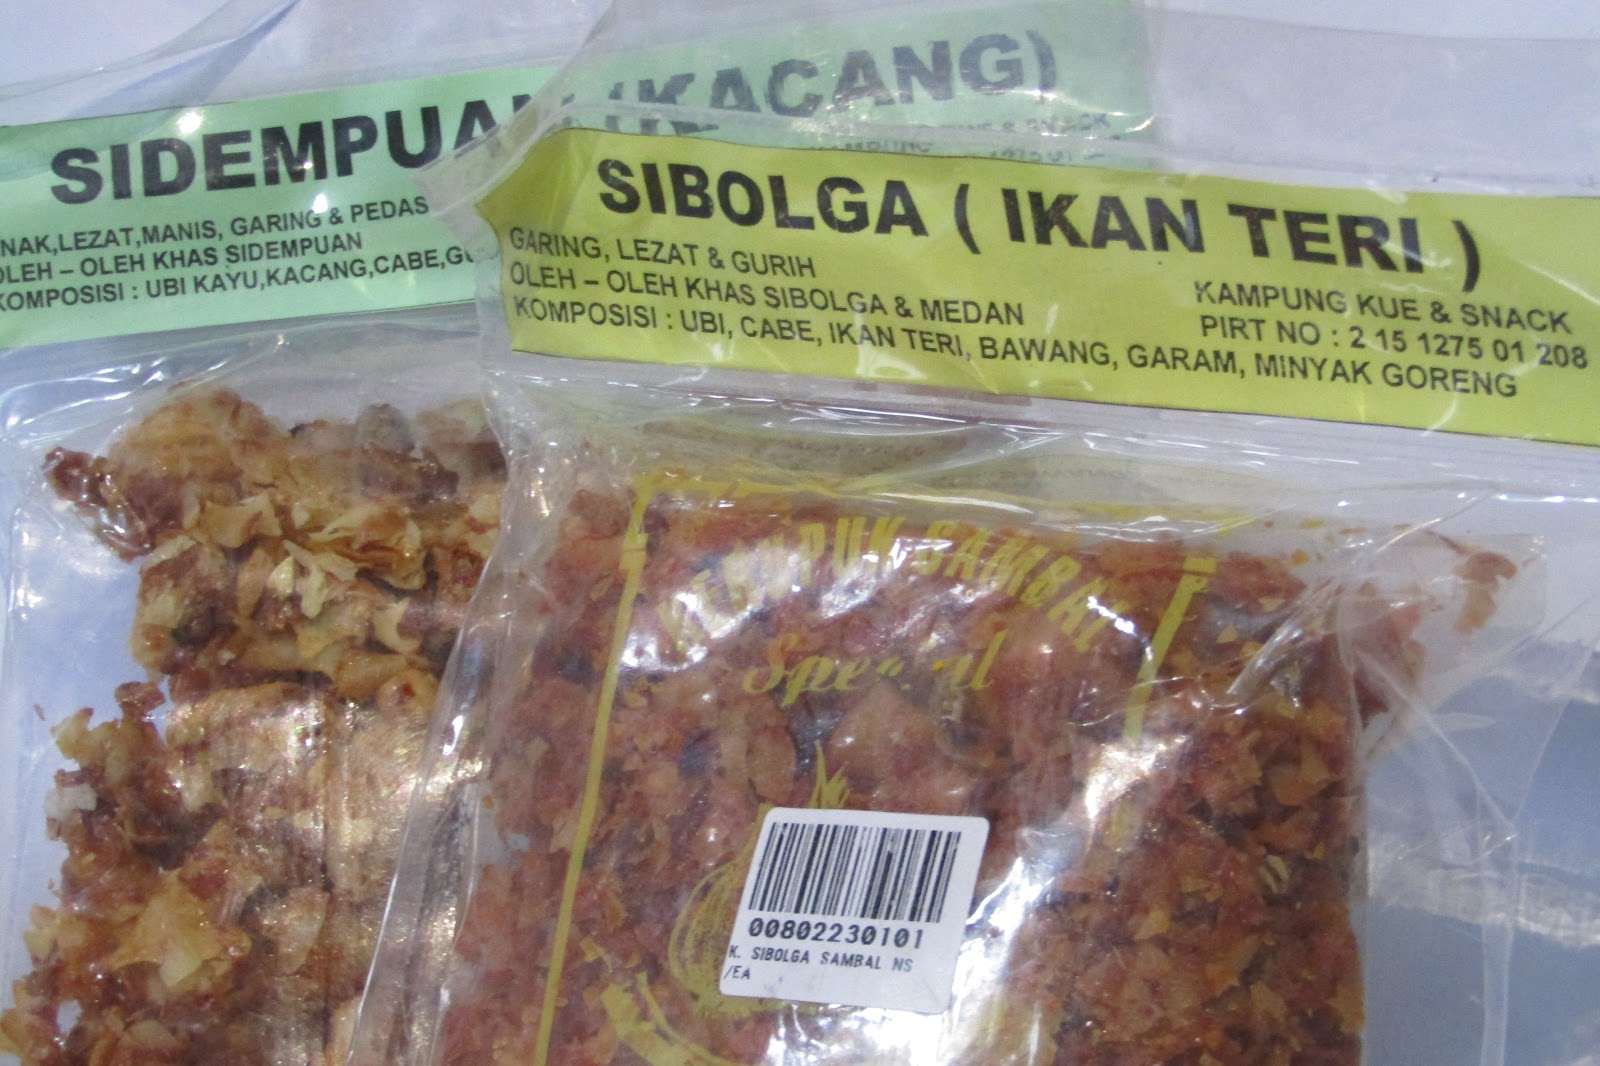 SIDEMPUAN (KACANG)
NAK,LEZAT,MANIS, GARING & PEDAS
OLEH – OLEH KHAS SIDEMPUAN
KOMPOSISI : UBI KAYU,KACANG,CABE,
SIBOLGA ( IKAN TERI )
GARING, LEZAT & GURIH
OLEH – OLEH KHAS SIBOLGA & MEDAN
KOMPOSISI : UBI, CABE, IKAN TERI, BAWANG, GARAM, MINYAK GORENG
KAMPUNG KUE & SNACK
PIRT NO : 2 15 1275 01 208
KERUPUK SAMBAL
Spesial
00802230101
K. SIBOLGA SAMBAL NS
/EA